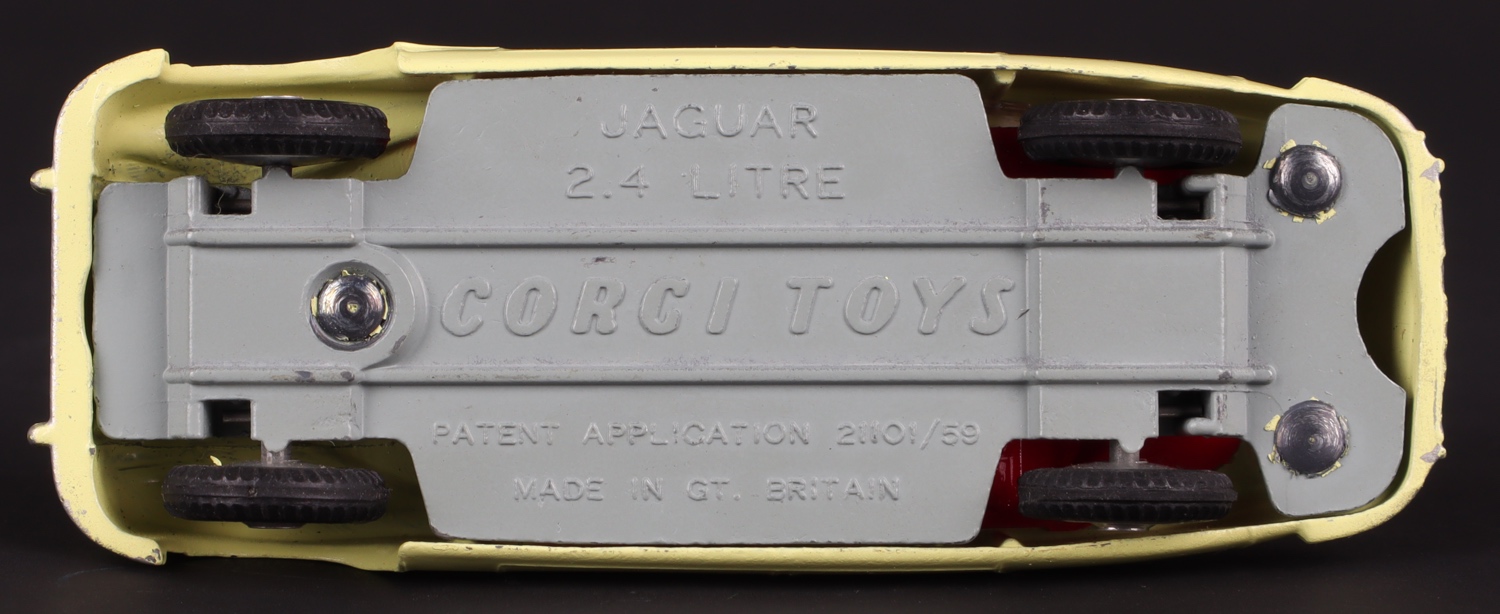 JAGUAR
2.4 LITRE
CORGI TOYS
PATENT APPLICATION 21101/59
MADE IN GT. BRITAIN